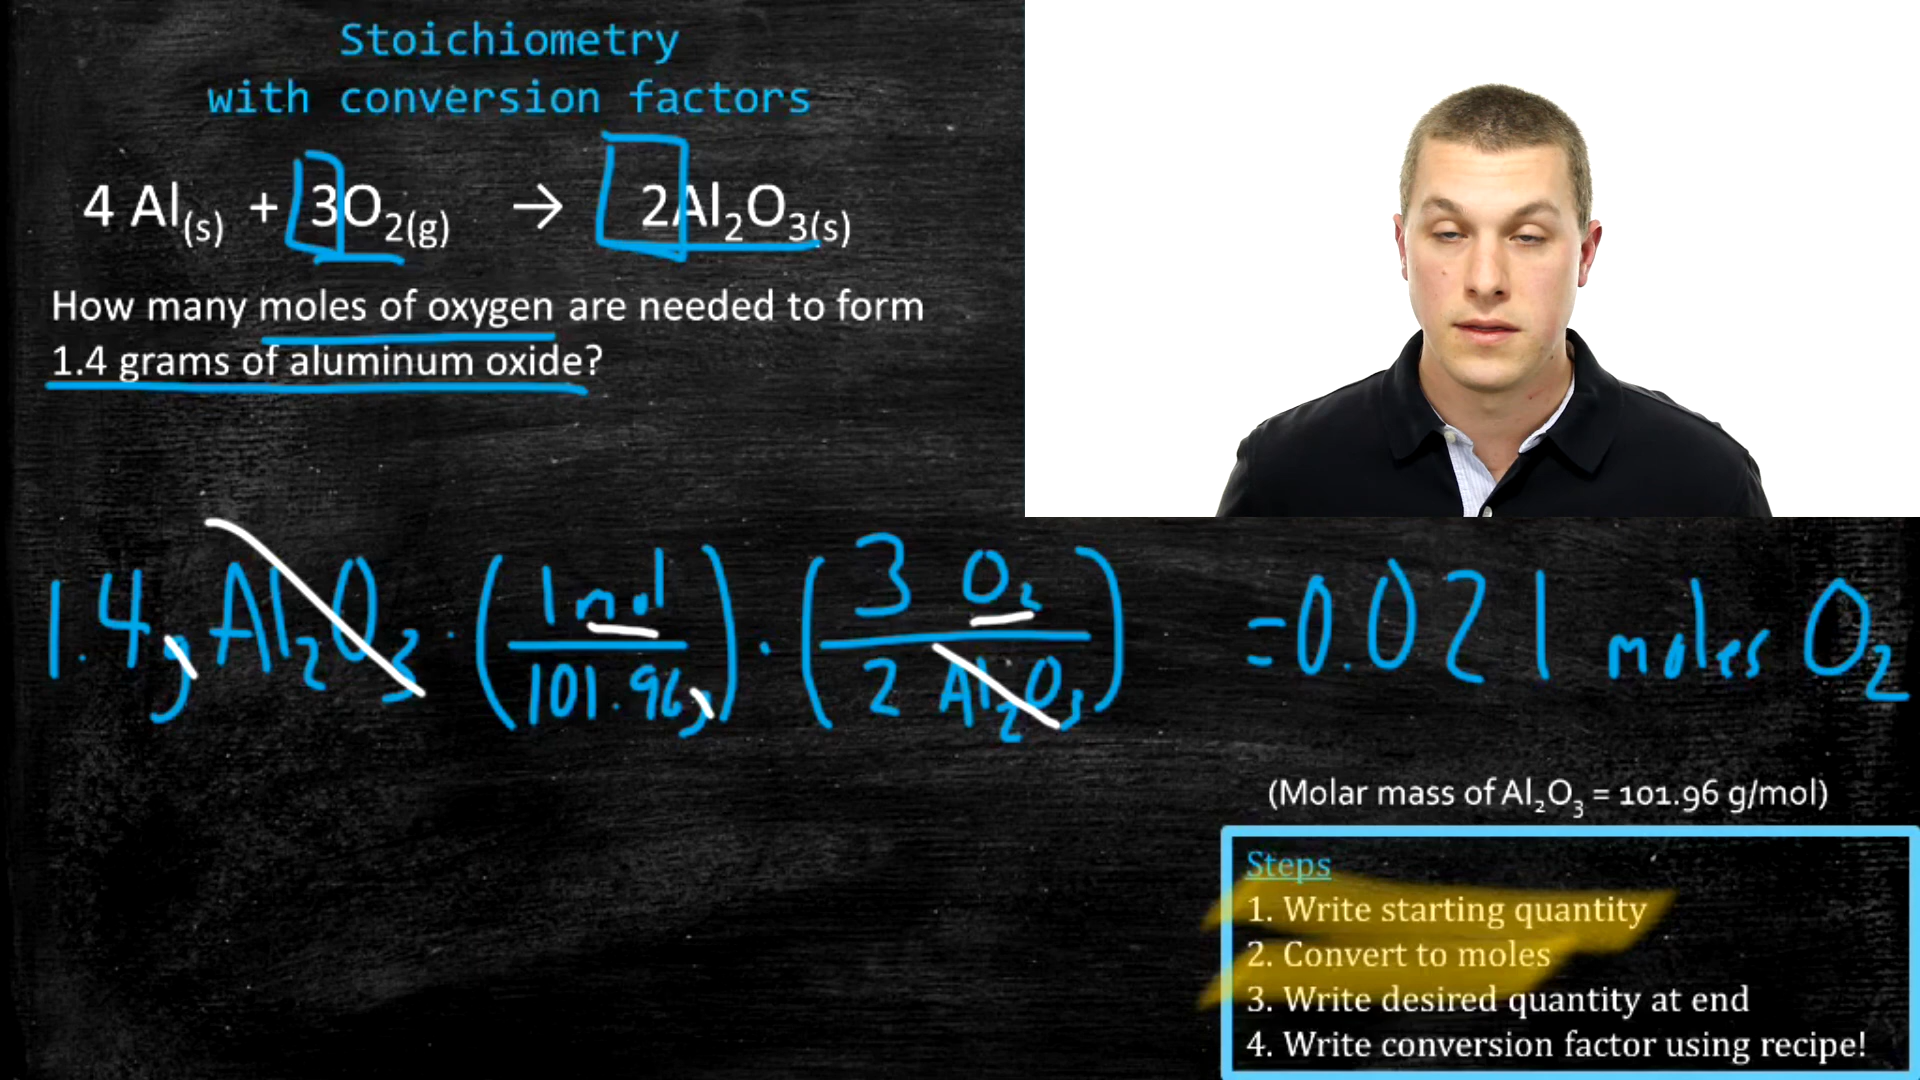 Stoichiometry
with conversion factors
4 Al(s) + 3O2(g) → 2Al2O3(s)
How many moles of oxygen are needed to form
1.4 grams of aluminum oxide?
1.4g Al2O3 · (1 mol / 101.96g) · (3 O2 / 2 Al2O3) = 0.021 moles O2
(Molar mass of Al2O3 = 101.96 g/mol)
Steps
1. Write starting quantity
2. Convert to moles
3. Write desired quantity at end
4. Write conversion factor using recipe!